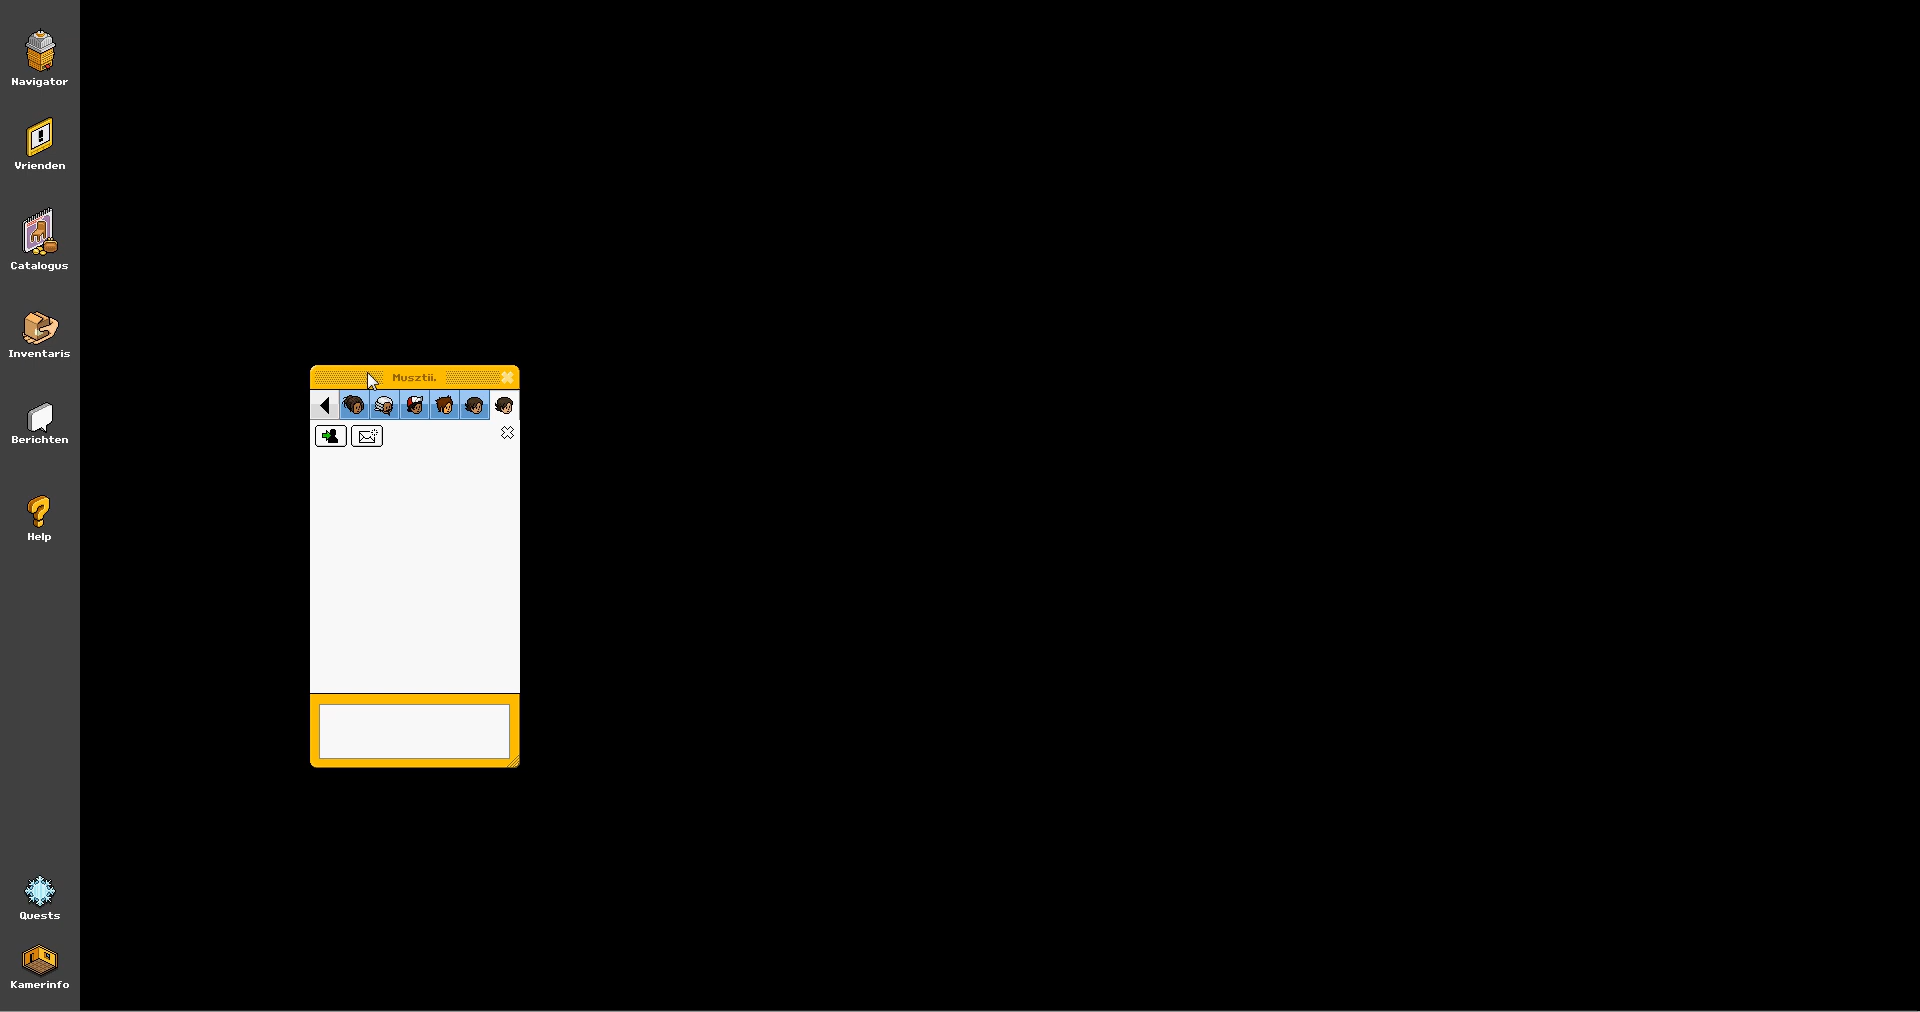 Navigator
Vrienden
Catalogus
Inventaris
Berichten
Help
Musztii.
Quests
Kamerinfo